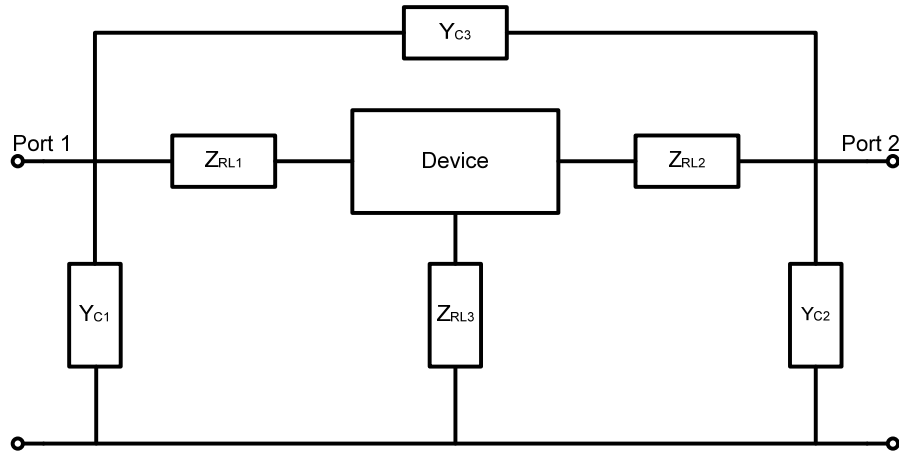 YC3
Port 1
ZRL1
Device
ZRL2
Port 2
YC1
ZRL3
YC2